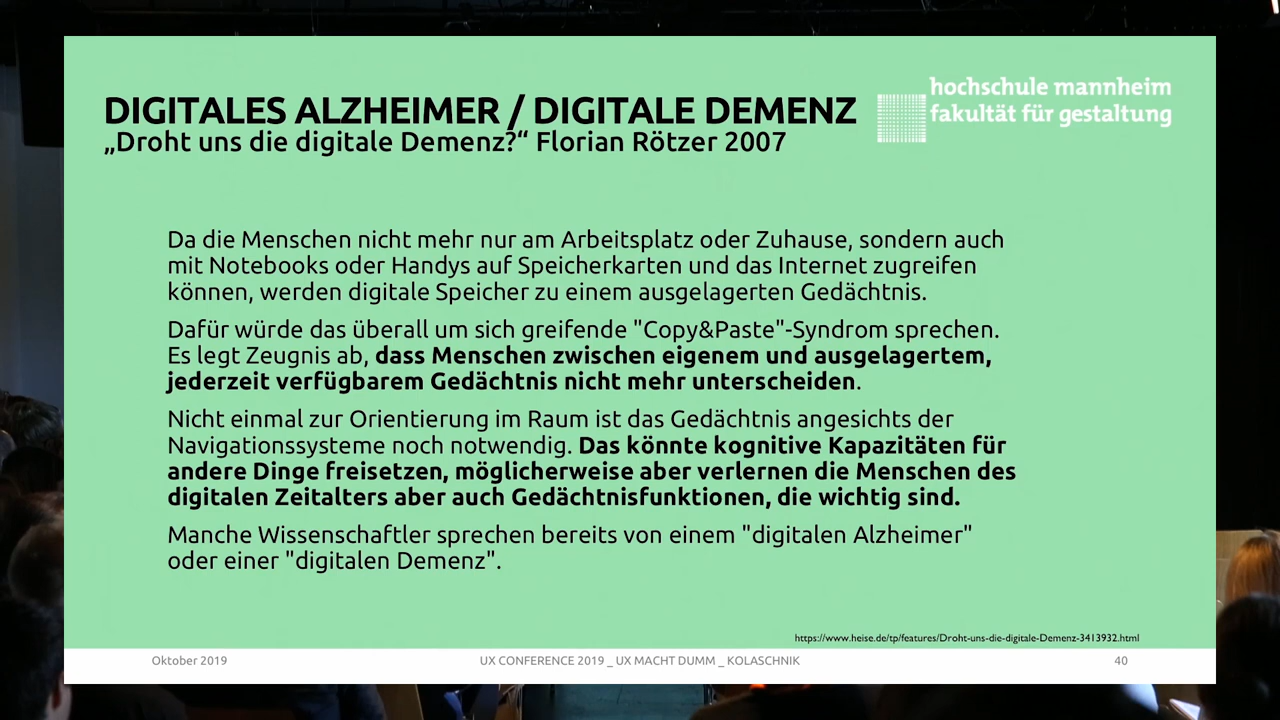 DIGITALES ALZHEIMER / DIGITALE DEMENZ
„Droht uns die digitale Demenz?“ Florian Rötzer 2007
hochschule mannheim
fakultät für gestaltung
Da die Menschen nicht mehr nur am Arbeitsplatz oder Zuhause, sondern auch
mit Notebooks oder Handys auf Speicherkarten und das Internet zugreifen
können, werden digitale Speicher zu einem ausgelagerten Gedächtnis.
Dafür würde das überall um sich greifende "Copy&Paste"-Syndrom sprechen.
Es legt Zeugnis ab, dass Menschen zwischen eigenem und ausgelagertem,
jederzeit verfügbarem Gedächtnis nicht mehr unterscheiden.
Nicht einmal zur Orientierung im Raum ist das Gedächtnis angesichts der
Navigationssysteme noch notwendig. Das könnte kognitive Kapazitäten für
andere Dinge freisetzen, möglicherweise aber verlernen die Menschen des
digitalen Zeitalters aber auch Gedächtnisfunktionen, die wichtig sind.
Manche Wissenschaftler sprechen bereits von einem "digitalen Alzheimer"
oder einer "digitalen Demenz".
https://www.heise.de/tp/features/Droht-uns-die-digitale-Demenz-3413932.html
Oktober 2019
UX CONFERENCE 2019 _ UX MACHT DUMM _ KOLASCHNIK
40